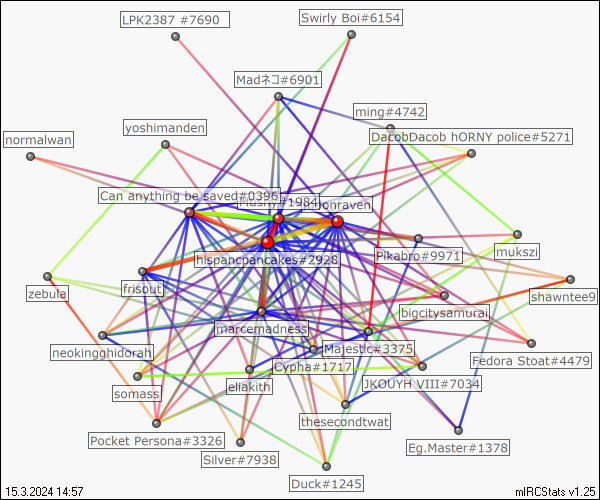 LPK2387 #7690
Swirly Boi#6154
Madネコ#6901
ming#4742
yoshimanden
DacobDacob hORNY police#5271
normalwan
Can anything be saved#0396
#1984
oonraven
mukszi
Pikabro#9971
hispancpancakes#2928
frisout
zebula
shawntee9
bigcitysamurai
marcemadness
neokingghidorah
Majestic#3375
Fedora Stoat#4479
Cypha#1717
JKOUYH VIII#7034
eliakith
somass
thesecondtwat
Pocket Persona#3326
Eg.Master#1378
Silver#7938
Duck#1245
15.3.2024 14:57
mIRCStats v1.25